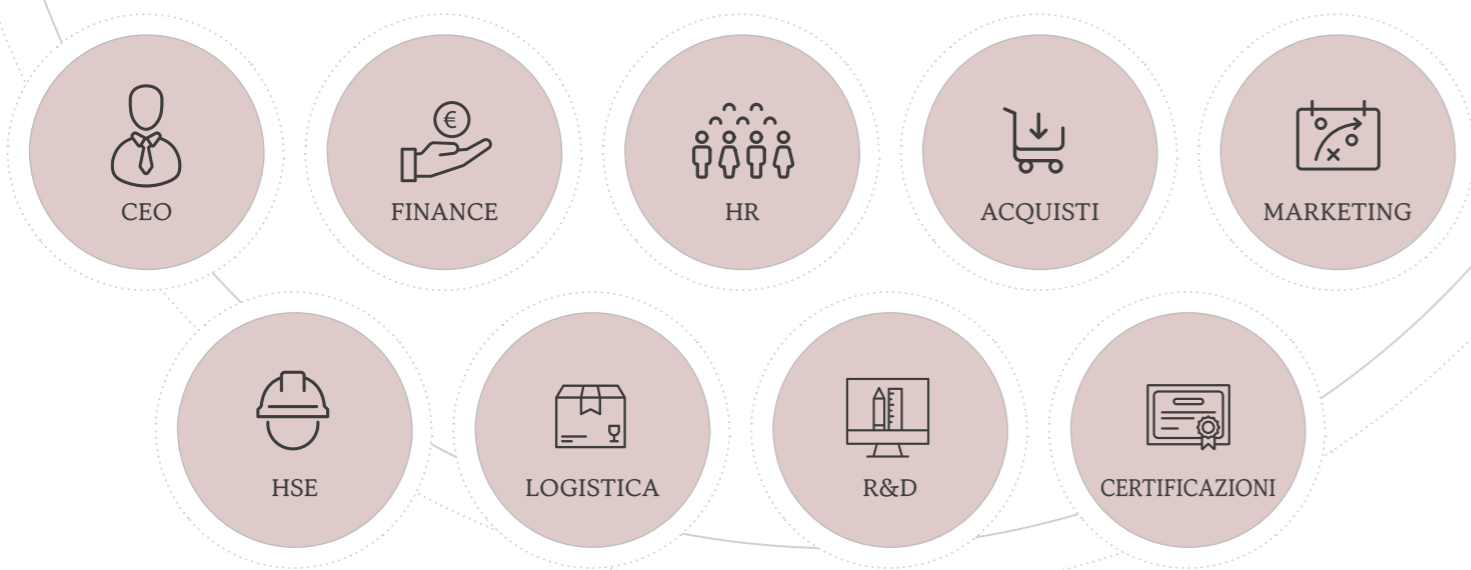 €
CEO
FINANCE
HR
ACQUISTI
MARKETING
HSE
LOGISTICA
R&D
CERTIFICAZIONI